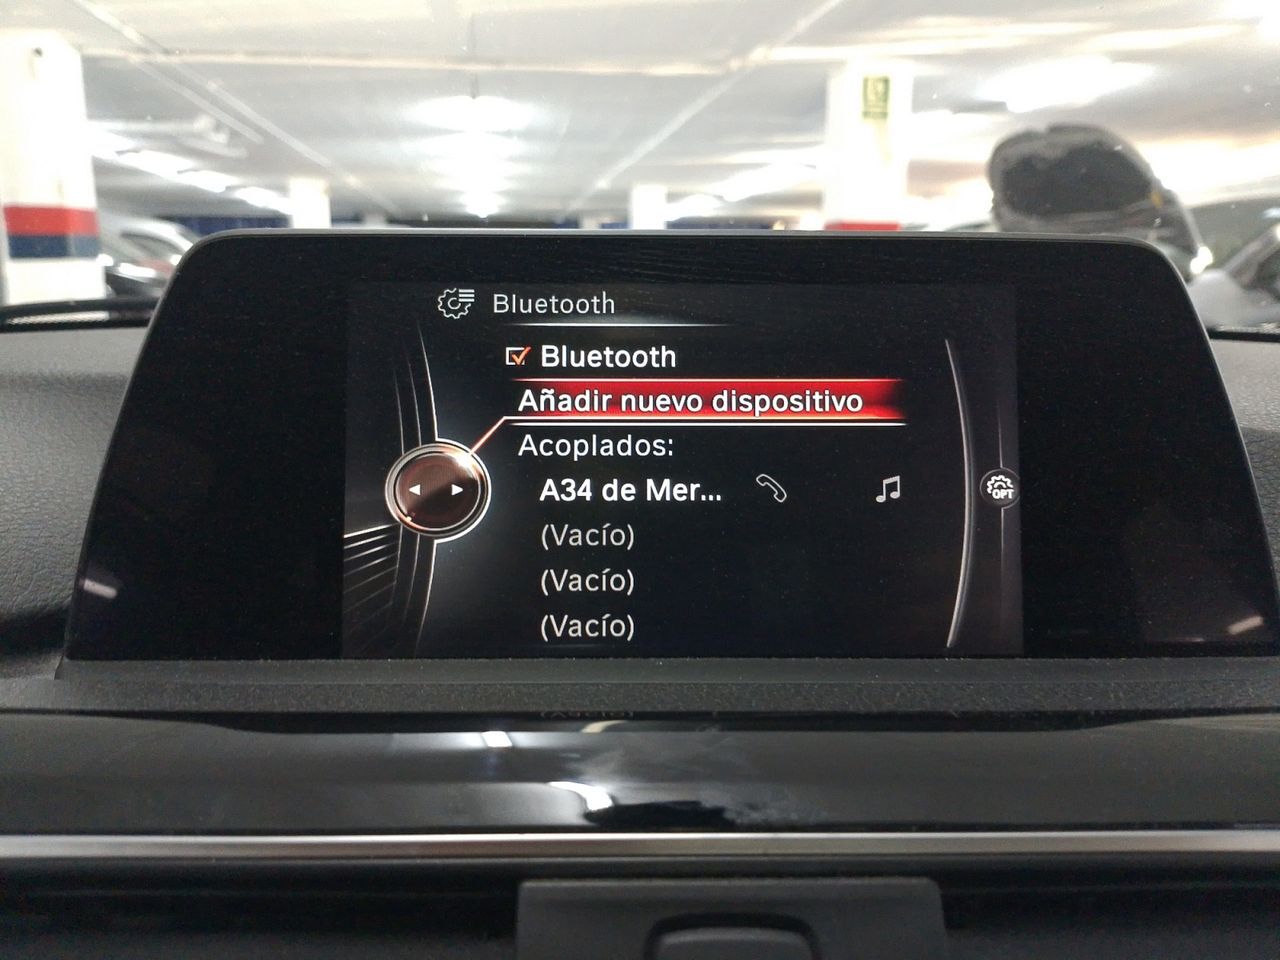 Bluetooth
Bluetooth
Añadir nuevo dispositivo
Acoplados:
A34 de Mer...
OPT
(Vacío)
(Vacío)
(Vacío)